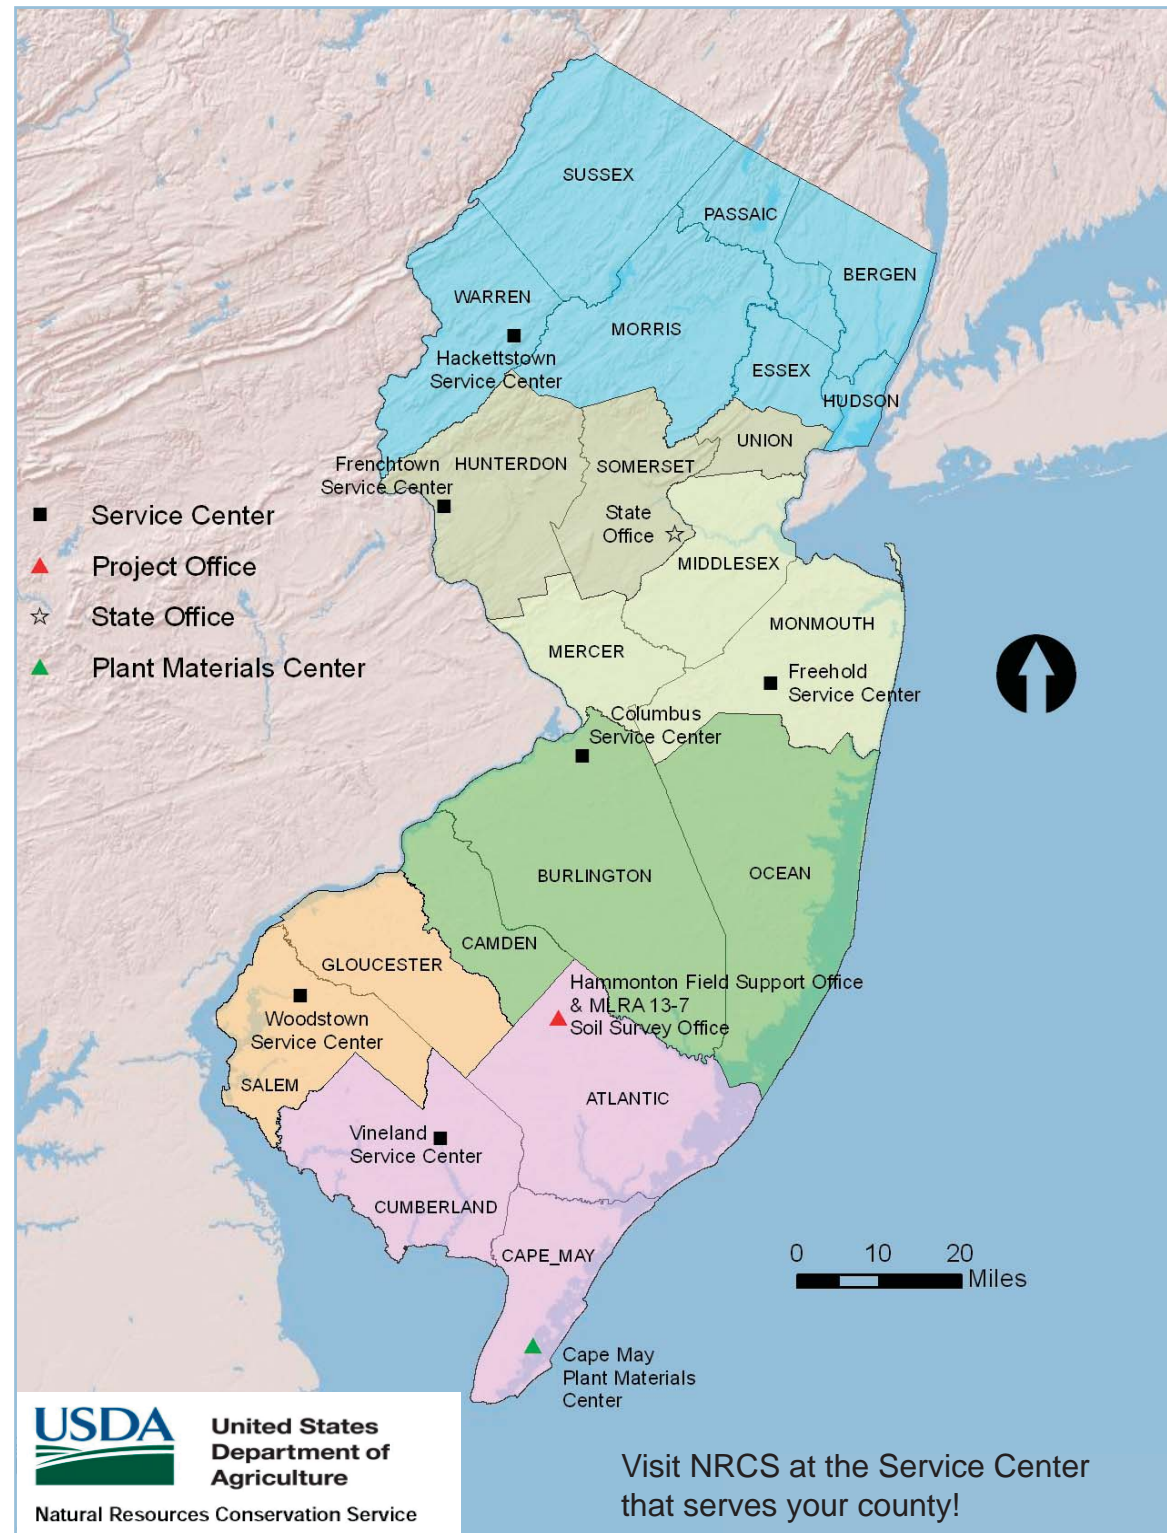 SUSSEX
PASSAIC
BERGEN
WARREN
MORRIS
Hackettstown
Service Center
ESSEX
HUDSON
UNION
Frenchtown
Service Center
HUNTERDON
SOMERSET
State
Office
Service Center
Project Office
State Office
Plant Materials Center
MIDDLESEX
MONMOUTH
MERCER
Freehold
Service Center
Columbus
Service Center
BURLINGTON
OCEAN
CAMDEN
GLOUCESTER
Hammonton Field Support Office
& MLRA 13-7
Soil Survey Office
Woodstown
Service Center
SALEM
ATLANTIC
Vineland
Service Center
CUMBERLAND
CAPE_MAY
0 10 20
Miles
Cape May
Plant Materials
Center
USDA
United States
Department of
Agriculture
Natural Resources Conservation Service
Visit NRCS at the Service Center
that serves your county!